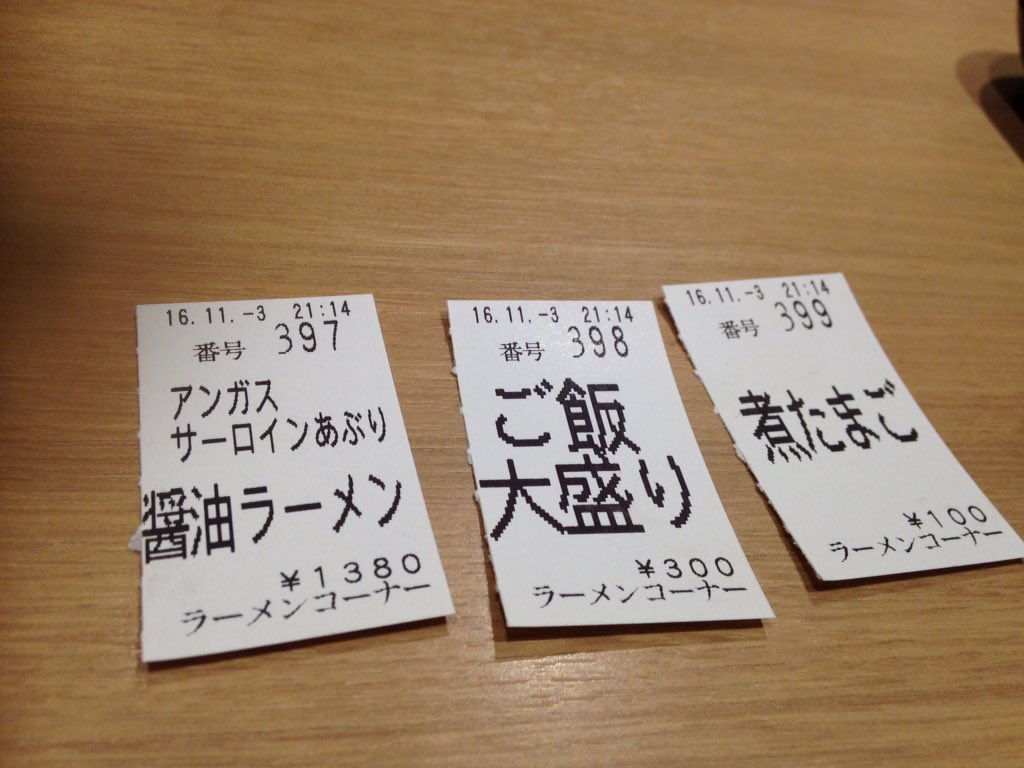 16.11.-3 21:14
番号 397
アンガス
サーロインあぶり
醤油ラーメン
¥1380
ラーメンコーナー
16.11.-3 21:14
番号 398
ご飯
大盛り
¥300
ラーメンコーナー
16.11.-3 21:14
番号 399
煮たまご
¥100
ラーメンコーナー